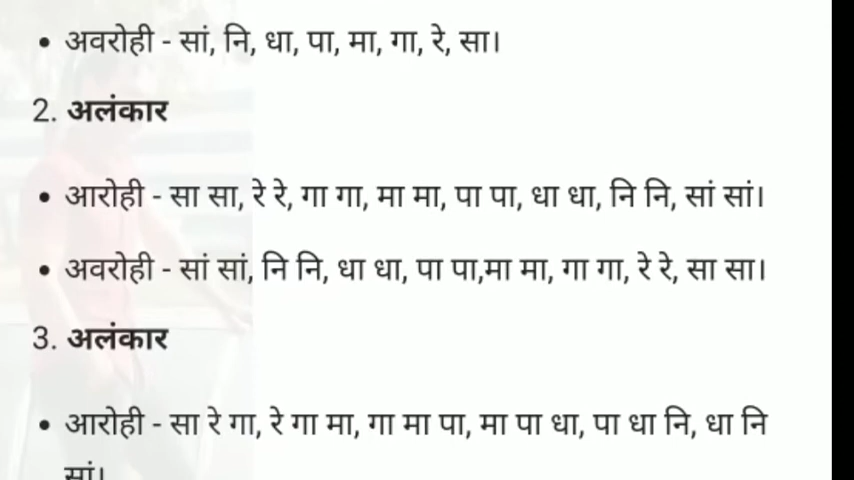 • अवरोही - सां, नि, धा, पा, मा, गा, रे, सा।
2. अलंकार
• आरोही - सा सा, रे रे, गा गा, मा मा, पा पा, धा धा, नि नि, सां सां।
• अवरोही - सां सां, नि नि, धा धा, पा पा,मा मा, गा गा, रे रे, सा सा।
3. अलंकार
• आरोही - सा रे गा, रे गा मा, गा मा पा, मा पा धा, पा धा नि, धा नि
सां।